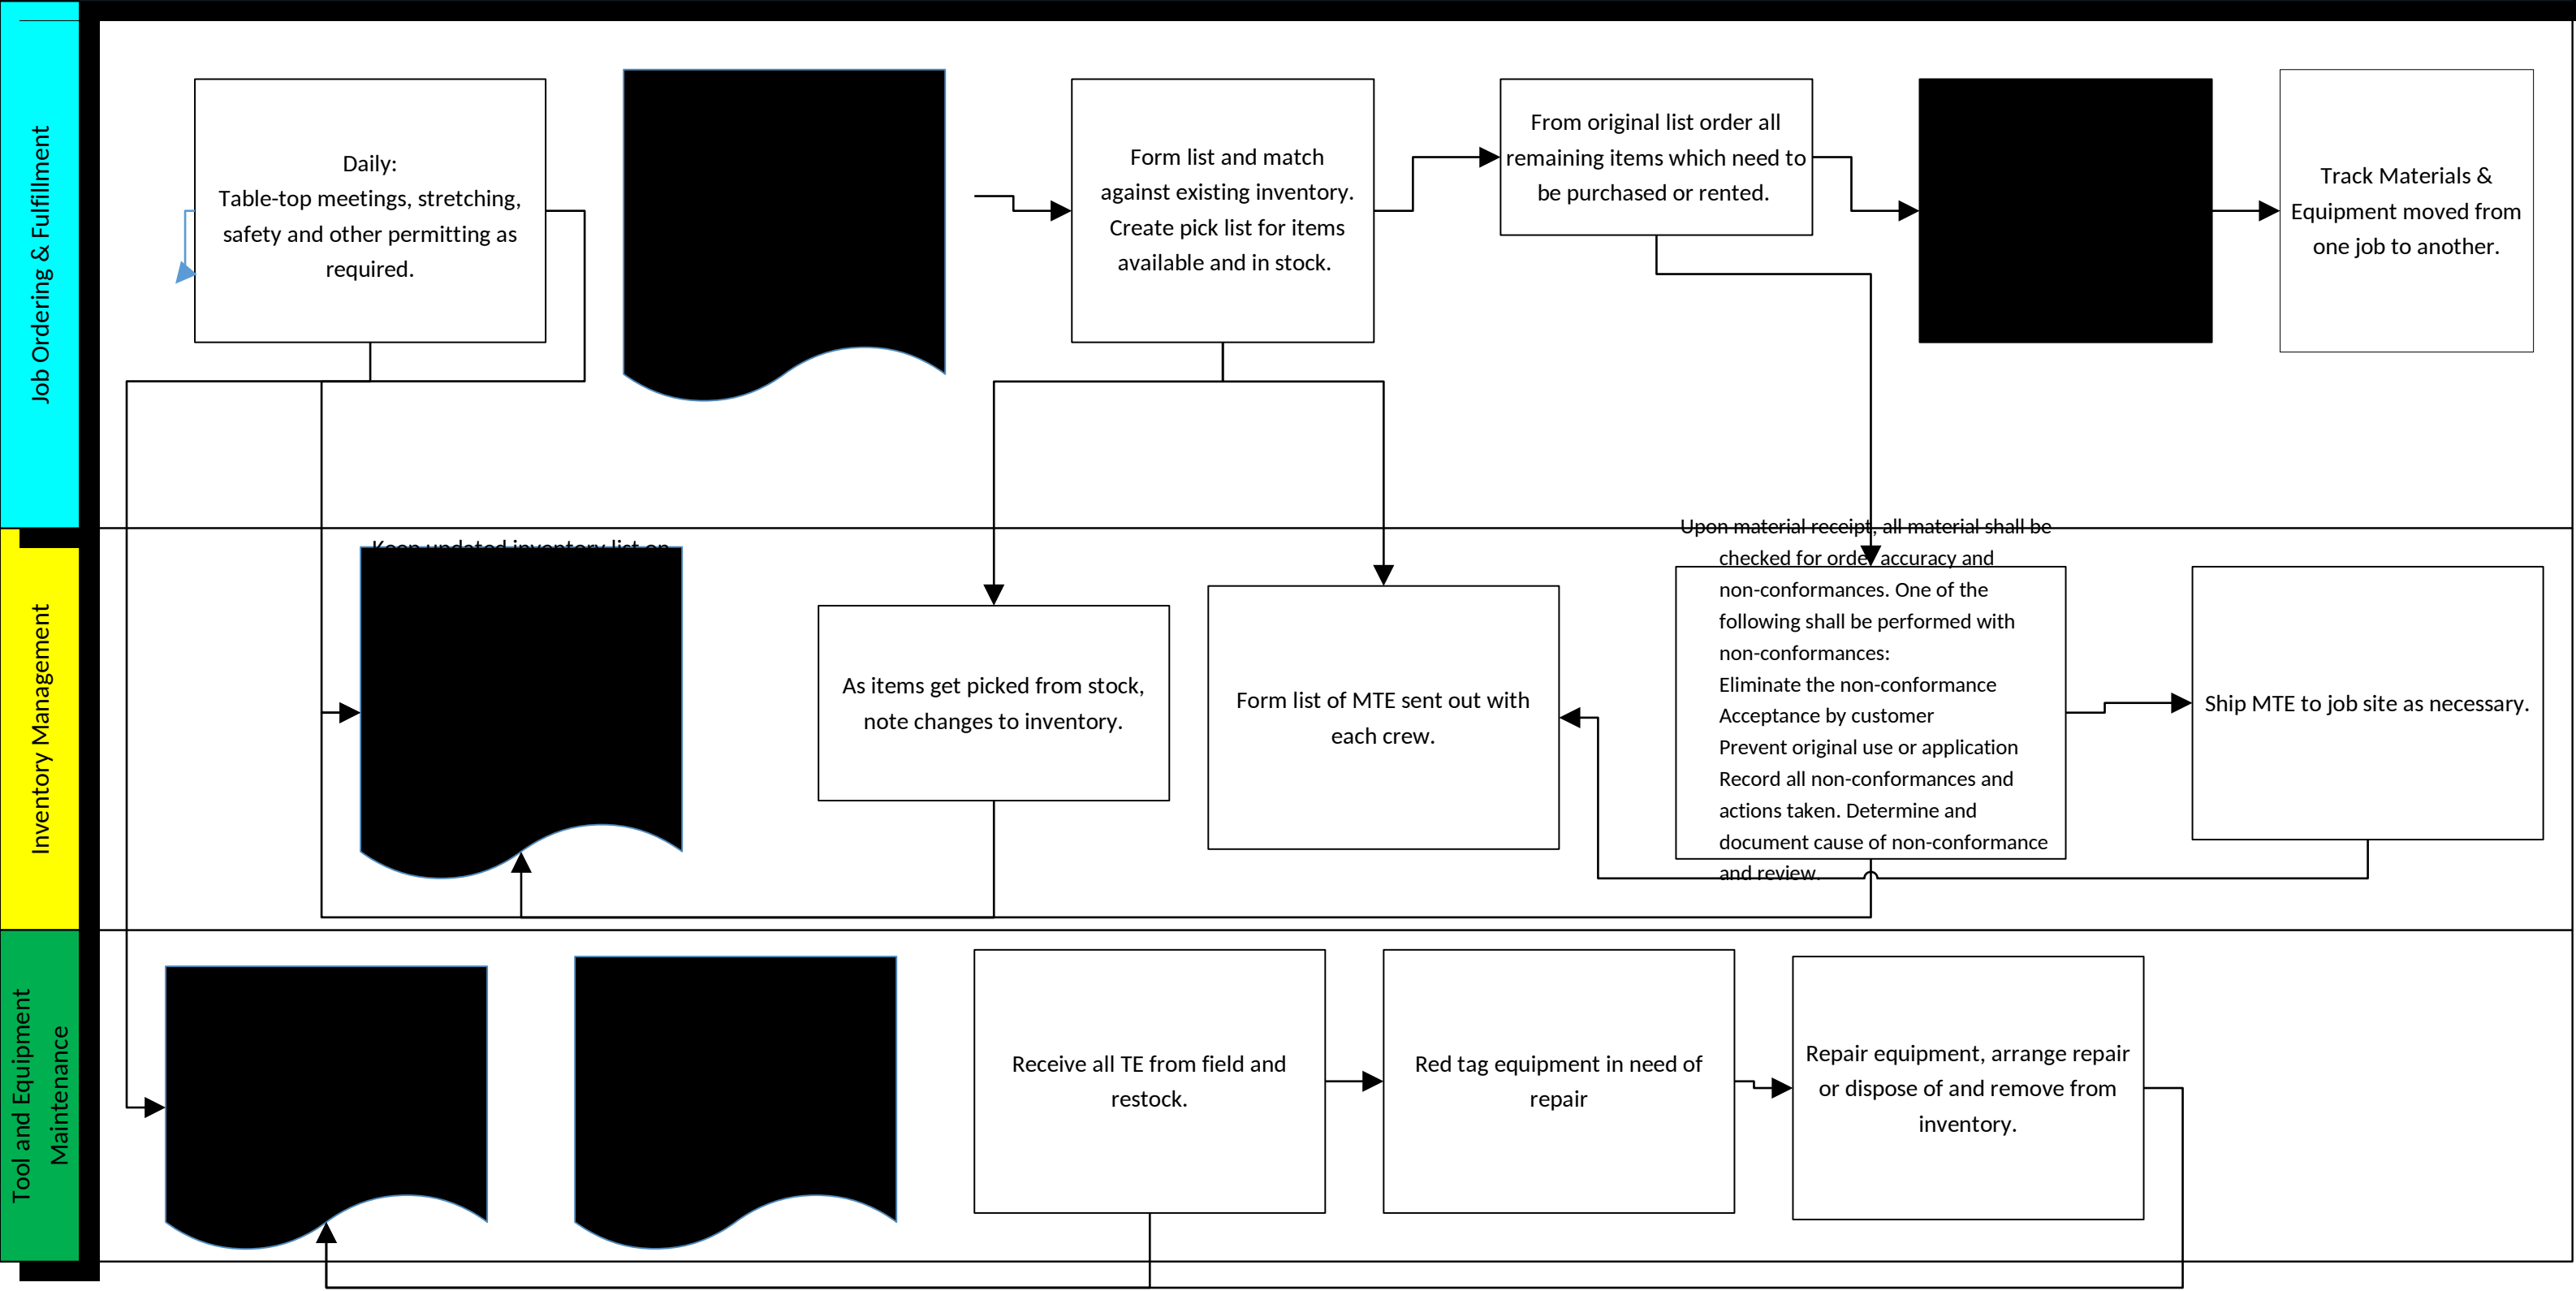 Job Ordering & Fulfillment
Daily:
Table-top meetings, stretching,
safety and other permitting as
required.
Form list and match
against existing inventory.
Create pick list for items
available and in stock.
From original list order all
remaining items which need to
be purchased or rented.
Track Materials &
Equipment moved from
one job to another.
Inventory Management
Keep updated inventory list on
As items get picked from stock,
note changes to inventory.
Form list of MTE sent out with
each crew.
Upon material receipt, all material shall be
checked for order accuracy and
non-conformances. One of the
following shall be performed with
non-conformances:
Eliminate the non-conformance
Acceptance by customer
Prevent original use or application
Record all non-conformances and
actions taken. Determine and
document cause of non-conformance
and review.
Ship MTE to job site as necessary.
Tool and Equipment
Maintenance
Receive all TE from field and
restock.
Red tag equipment in need of
repair
Repair equipment, arrange repair
or dispose of and remove from
inventory.